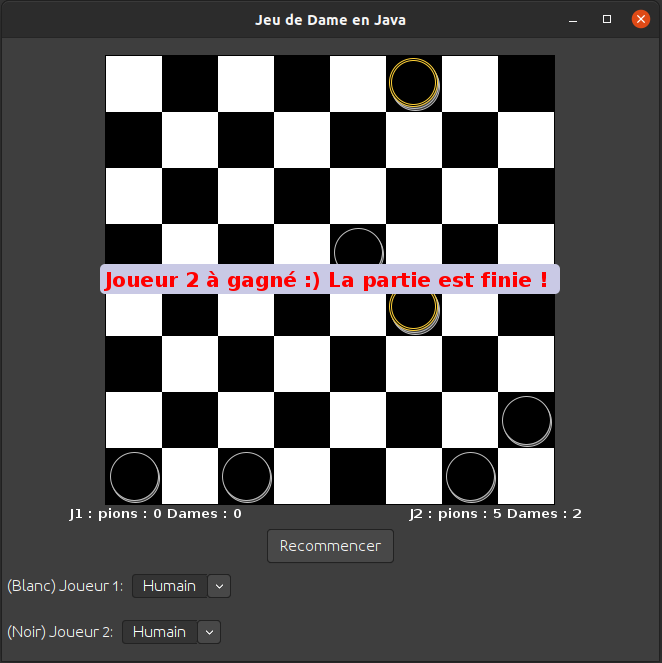 Jeu de Dame en Java
Joueur 2 à gagné :) La partie est finie !
J1 : pions : 0 Dames : 0
J2 : pions : 5 Dames : 2
Recommencer
(Blanc) Joueur 1: Humain
(Noir) Joueur 2: Humain